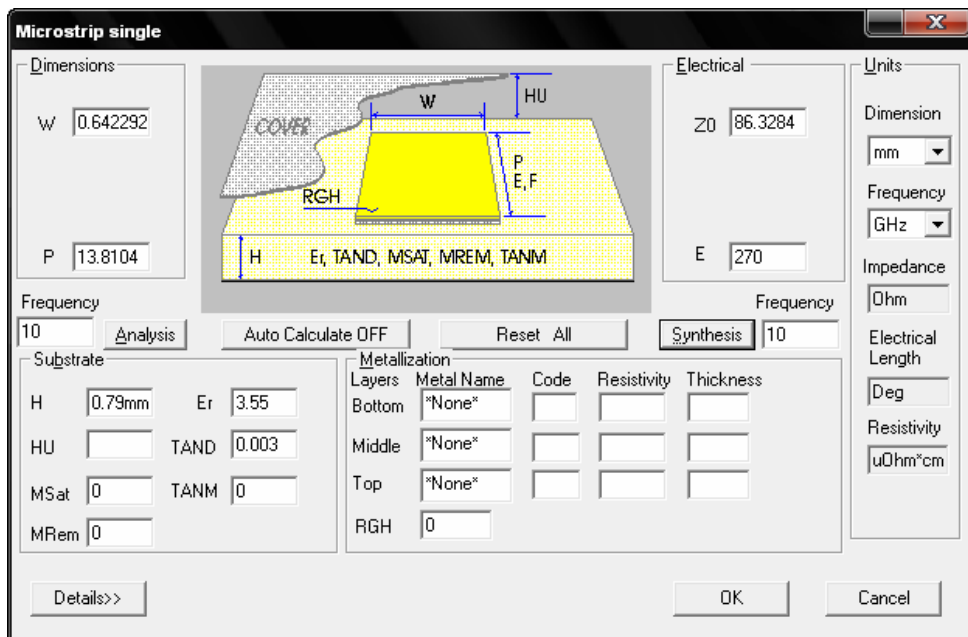 Microstrip single
Dimensions
W 0.642292
P 13.8104
COVER
W
HU
P
E,F
RGH
H Er, TAND, MSAT, MREM, TANM
Electrical
Z0 86.3284
E 270
Units
Dimension
mm
Frequency
GHz
Impedance
Ohm
Electrical
Length
Deg
Resistivity
uOhm*cm
Frequency
10 Analysis
Auto Calculate OFF
Reset All
Frequency
Synthesis 10
Substrate
H 0.79mm Er 3.55
HU TAND 0.003
MSat 0 TANM 0
MRem 0
Metallization
Layers Metal Name Code Resistivity Thickness
Bottom *None*
Middle *None*
Top *None*
RGH 0
Details>>
OK
Cancel